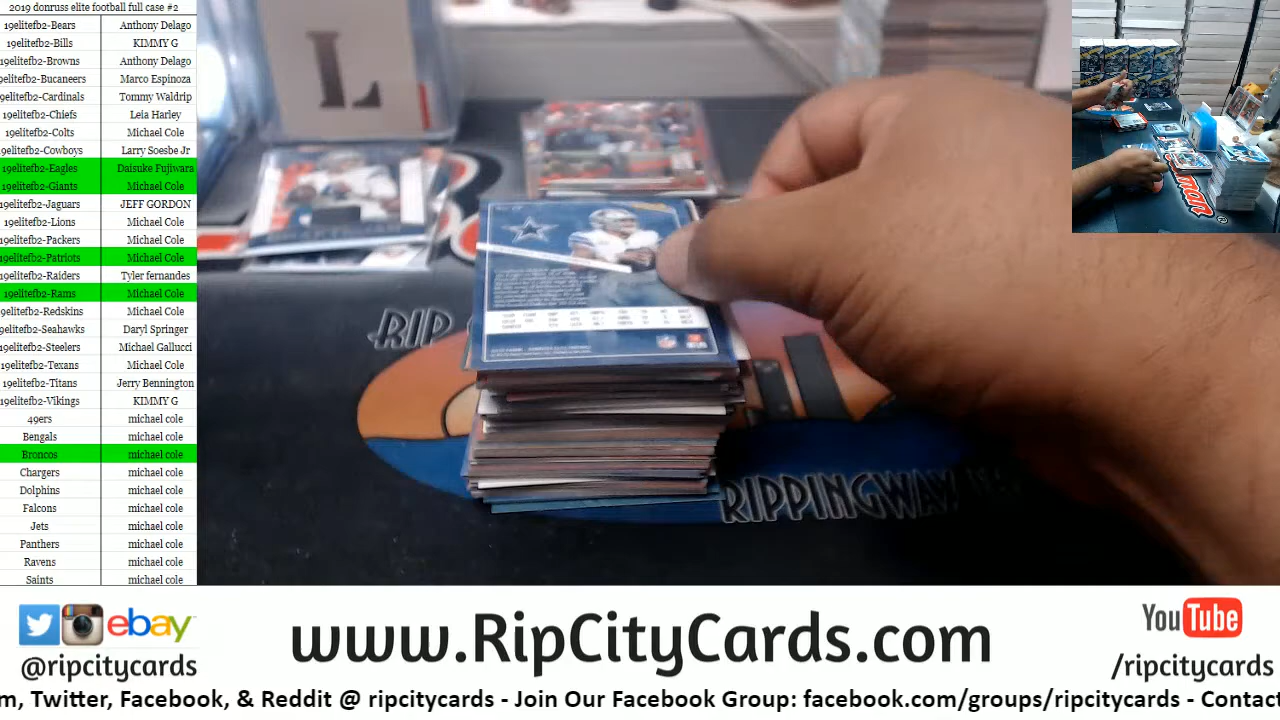 2019 donruss elite football full case #2
19elitefb2-Bears Anthony Delago
19elitefb2-Bills KIMMY G
19elitefb2-Browns Anthony Delago
9elitefb2-Bucaneers Marco Espinoza
9elitefb2-Cardinals Tommy Waldrip
19elitefb2-Chiefs Leia Harley
19elitefb2-Colts Michael Cole
19elitefb2-Cowboys Larry Soesbe Jr
19elitefb2-Eagles Daisuke Fujiwara
19elitefb2-Giants Michael Cole
19elitefb2-Jaguars JEFF GORDON
19elitefb2-Lions Michael Cole
19elitefb2-Packers Michael Cole
19elitefb2-Patriots Michael Cole
19elitefb2-Raiders Tyler fernandes
19elitefb2-Rams Michael Cole
19elitefb2-Redskins Michael Cole
9elitefb2-Seahawks Daryl Springer
19elitefb2-Steelers Michael Gallucci
19elitefb2-Texans Michael Cole
19elitefb2-Titans Jerry Bennington
19elitefb2-Vikings KIMMY G
49ers michael cole
Bengals michael cole
Broncos michael cole
Chargers michael cole
Dolphins michael cole
Falcons michael cole
Jets michael cole
Panthers michael cole
Ravens michael cole
Saints michael cole
L
RIP
RIPPINGWAY
ebay
@ripcitycards
www.RipCityCards.com
YouTube
/ripcitycards
m, Twitter, Facebook, & Reddit @ ripcitycards - Join Our Facebook Group: facebook.com/groups/ripcitycards - Contact